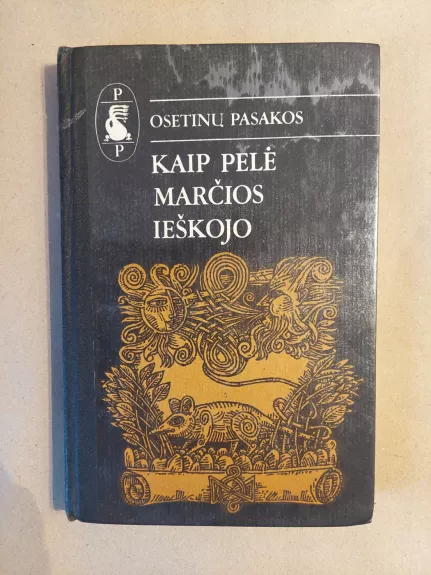 P
P
OSETINŲ PASAKOS
KAIP PELĖ
MARČIOS
IEŠKOJO